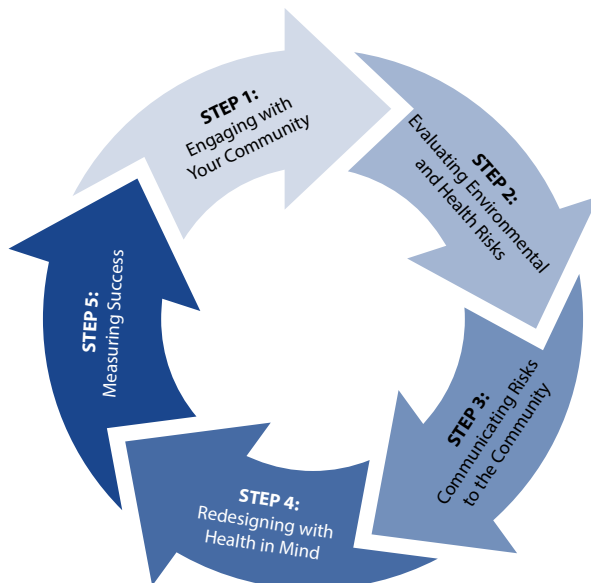 STEP 1:
Engaging with
Your Community
STEP 2:
Evaluating Environmental
and Health Risks
STEP 3:
Communicating Risks
to the Community
STEP 4:
Redesigning with
Health in Mind
STEP 5:
Measuring Success